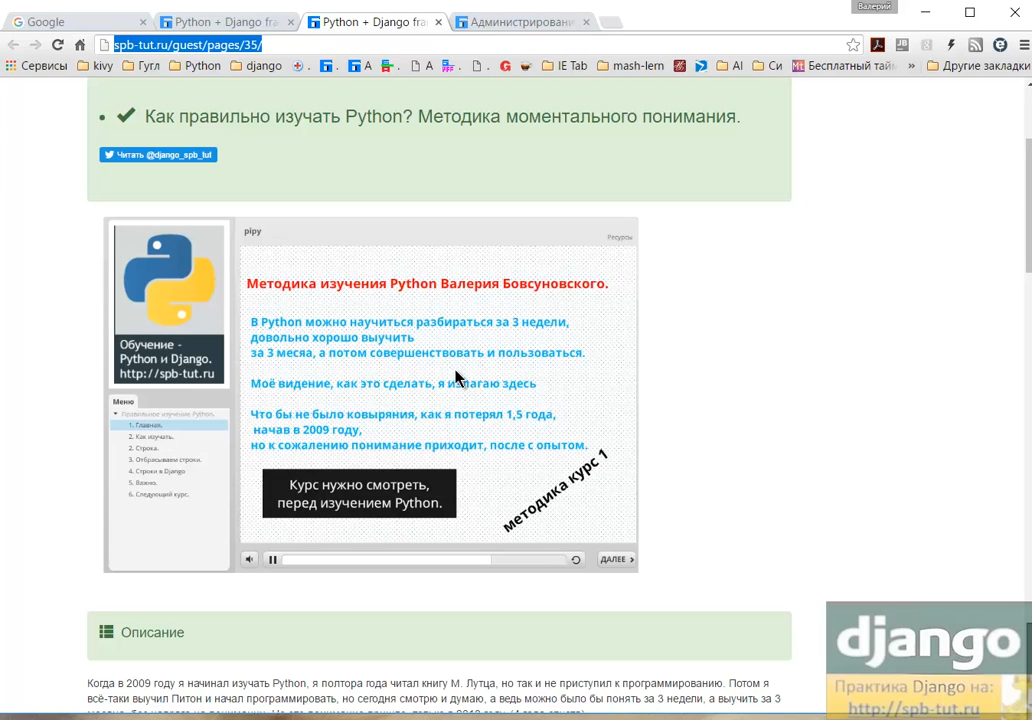 Валерий
Google
Python + Django fra
Python + Django fra
Администрировани
spb-tut.ru/guest/pages/35/
Сервисы
kivy
Гугл
Python
django
A
A
IE Tab
mash-lern
AI
Си
Бесплатный тайм
»
Другие закладки
Как правильно изучать Python? Методика моментального понимания.
Читать @django_spb_tut
pipy
Ресурсы
Обучение -
Python и Django.
http://spb-tut.ru
Меню
Правильное изучение Python.
1. Главная.
2. Как изучать.
2. Строка.
3. Отбрасываем строки.
4. Строки в Django
5. Важно.
6. Следующий курс.
Методика изучения Python Валерия Бовсуновского.
В Python можно научиться разбираться за 3 недели,
довольно хорошо выучить
за 3 месяа, а потом совершенствовать и пользоваться.
Моё видение, как это сделать, я излагаю здесь
Что бы не было ковыряния, как я потерял 1,5 года,
начав в 2009 году,
но к сожалению понимание приходит, после с опытом.
Курс нужно смотреть,
перед изучением Python.
методика курс 1
ДАЛЕЕ
Описание
Когда в 2009 году я начинал изучать Python, я полтора года читал книгу М. Лутца, но так и не приступил к программированию. Потом я
всё-таки выучил Питон и начал программировать, но сегодня смотрю и думаю, а ведь можно было бы понять за 3 недели, а выучить за 3
django
Практика Django на:
http://spb-tut.ru